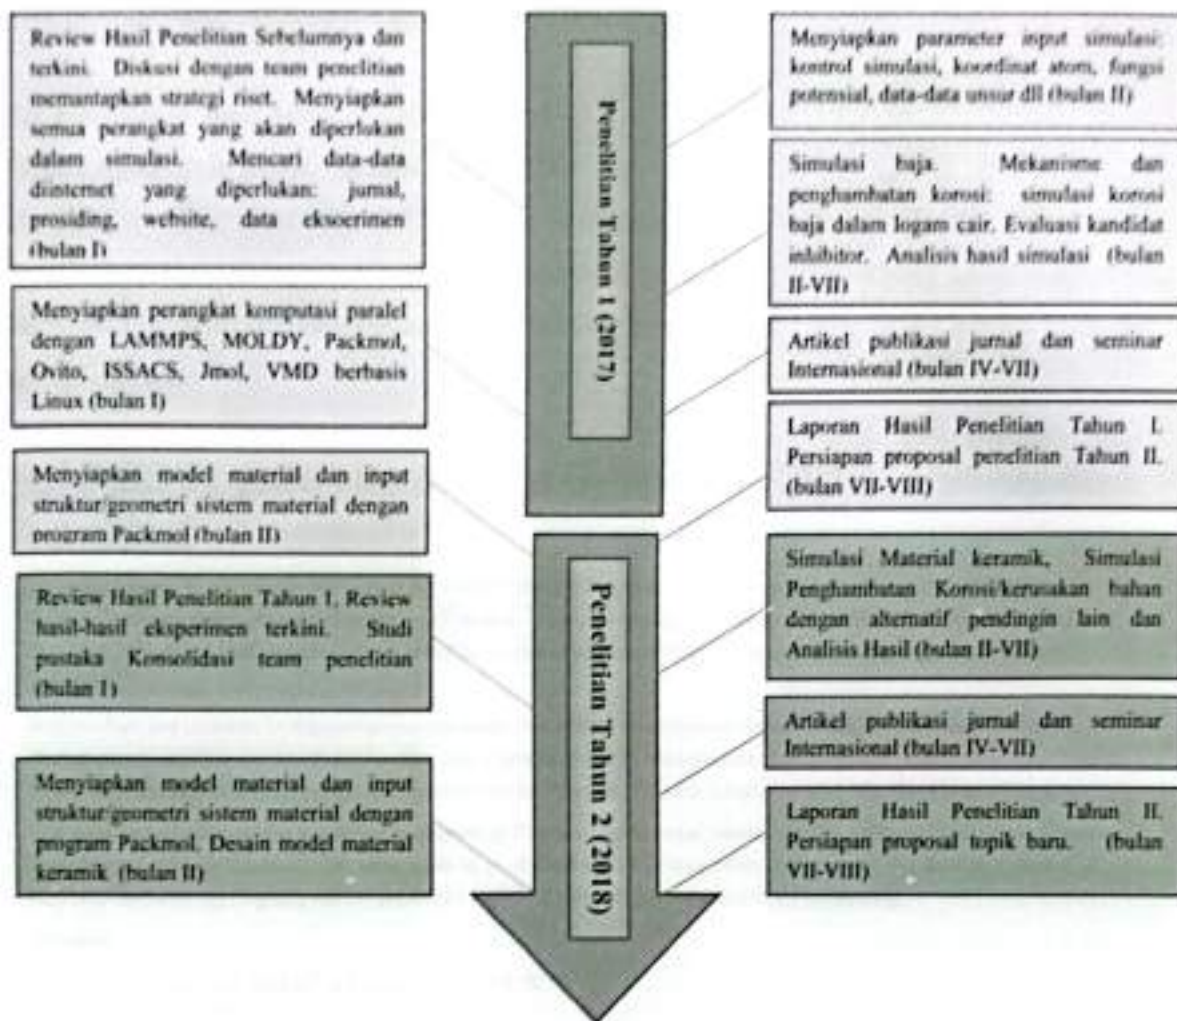 Review Hasil Penelitian Sebelumnya dan
terkini. Diskusi dengan team penelitian
memantapkan strategi riset. Menyiapkan
semua perangkat yang akan diperlukan
dalam simulasi. Mencari data-data
diinternet yang diperlukan: jurnal,
prosiding, website, data eksoerimen
(bulan I)
Menyiapkan perangkat komputasi paralel
dengan LAMMPS, MOLDY, Packmol,
Ovito, ISSACS, Jmol, VMD berbasis
Linux (bulan I)
Menyiapkan model material dan input
struktur/geometri sistem material dengan
program Packmol (bulan II)
Review Hasil Penelitian Tahun I. Review
hasil-hasil eksperimen terkini. Studi
pustaka Konsolidasi team penelitian
(bulan I)
Menyiapkan model material dan input
struktur/geometri sistem material dengan
program Packmol. Desain model material
keramik (bulan II)
Penelitian Tahun 1 (2017)
Penelitian Tahun 2 (2018)
Menyiapkan parameter input simulasi:
kontrol simulasi, koordinat atom, fungsi
potensial, data-data unsur dll (bulan II)
Simulasi baja. Mekanisme dan
penghambatan korosi: simulasi korosi
baja dalam logam cair. Evaluasi kandidat
inhibitor. Analisis hasil simulasi (bulan
II-VII)
Artikel publikasi jurnal dan seminar
Internasional (bulan IV-VII)
Laporan Hasil Penelitian Tahun I.
Persiapan proposal penelitian Tahun II.
(bulan VII-VIII)
Simulasi Material keramik, Simulasi
Penghambatan Korosi/kerusakan bahan
dengan alternatif pendingin lain dan
Analisis Hasil (bulan II-VII)
Artikel publikasi jurnal dan seminar
Internasional (bulan IV-VII)
Laporan Hasil Penelitian Tahun II.
Persiapan proposal topik baru. (bulan
VII-VIII)